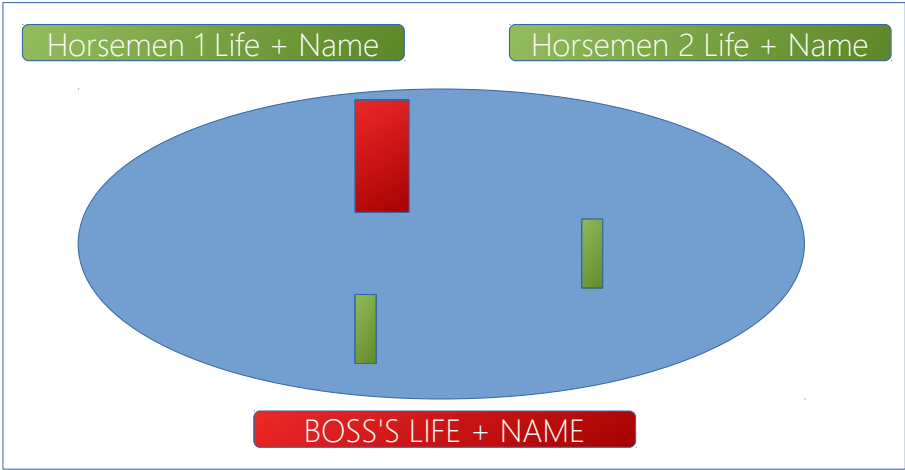 Horsemen 1 Life + Name
Horsemen 2 Life + Name
BOSS'S LIFE + NAME